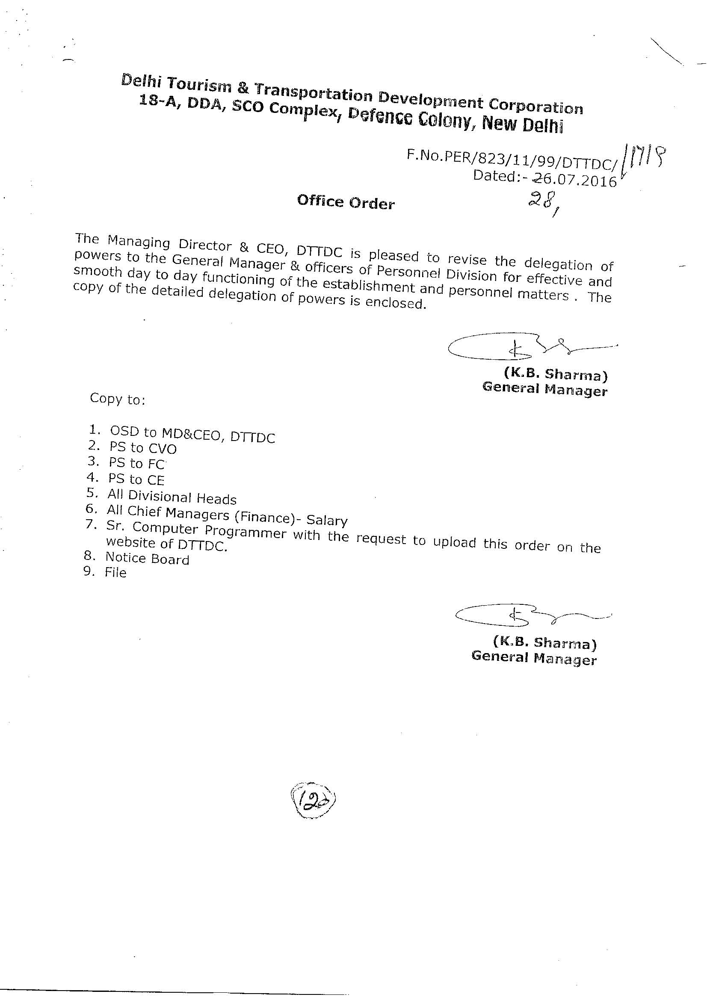 Delhi Tourism & Transportation Development Corporation
18-A, DDA, SCO Complex, Defence Colony, New Delhi
F.No.PER/823/11/99/DTTDC/
Dated:- 26.07.2016
28,
Office Order
The Managing Director & CEO, DTTDC is pleased to revise the delegation of
powers to the General Manager & officers of Personnel Division for effective and
smooth day to day functioning of the establishment and personnel matters . The
copy of the detailed delegation of powers is enclosed.
(K.B. Sharma)
General Manager
Copy to:
1. OSD to MD&CEO, DTTDC
2. PS to CVO
3. PS to FC
4. PS to CE
5. All Divisional Heads
6. All Chief Managers (Finance)- Salary
7. Sr. Computer Programmer with the request to upload this order on the
website of DTTDC.
8. Notice Board
9. File
(K.B. Sharma)
General Manager